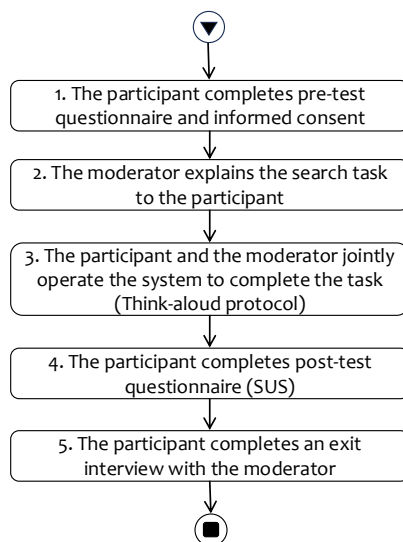 1. The participant completes pre-test
questionnaire and informed consent
2. The moderator explains the search task
to the participant
3. The participant and the moderator jointly
operate the system to complete the task
(Think-aloud protocol)
4. The participant completes post-test
questionnaire (SUS)
5. The participant completes an exit
interview with the moderator